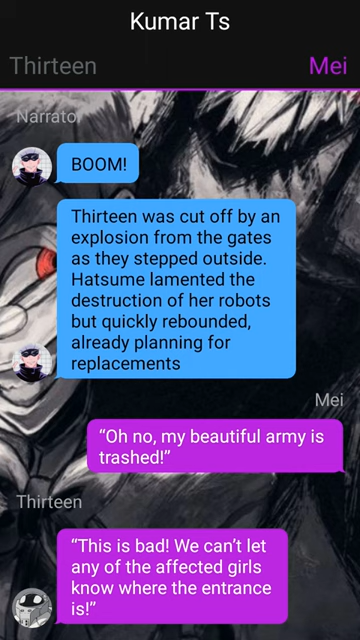 Kumar Ts
Thirteen
Mei
Narrator
BOOM!
Thirteen was cut off by an
explosion from the gates
as they stepped outside.
Hatsume lamented the
destruction of her robots
but quickly rebounded,
already planning for
replacements
Mei
“Oh no, my beautiful army is
trashed!”
Thirteen
“This is bad! We can’t let
any of the affected girls
know where the entrance
is!”